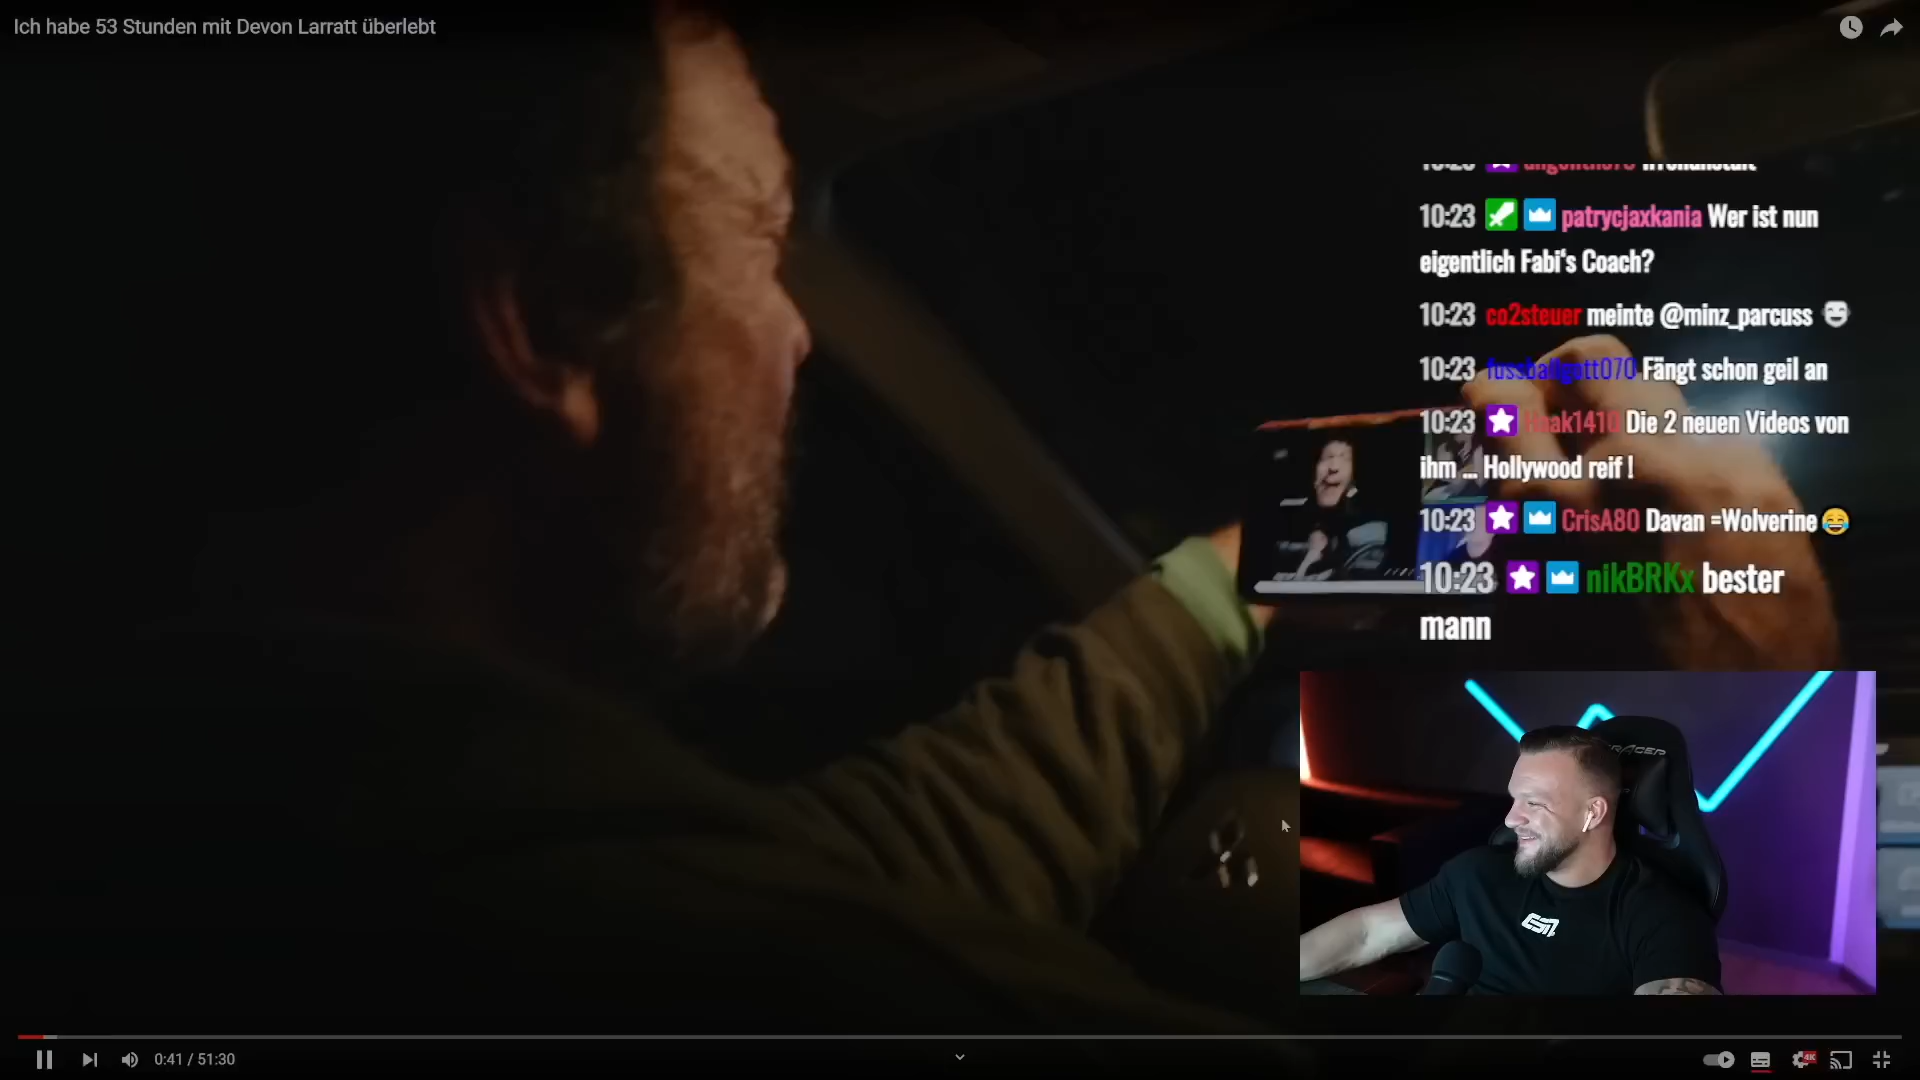 Ich habe 53 Stunden mit Devon Larratt überlebt
10:23 patrycjaxkania Wer ist nun
eigentlich Fabi's Coach?
10:23 co2steuer meinte @minz_parcuss
10:23 fussballgott070 Fängt schon geil an
10:23 Die 2 neuen Videos von
ihm ... Hollywood reif !
10:23 CrisA80 Davan =Wolverine
10:23 nikBRKx bester
mann
0:41 / 51:30
4K